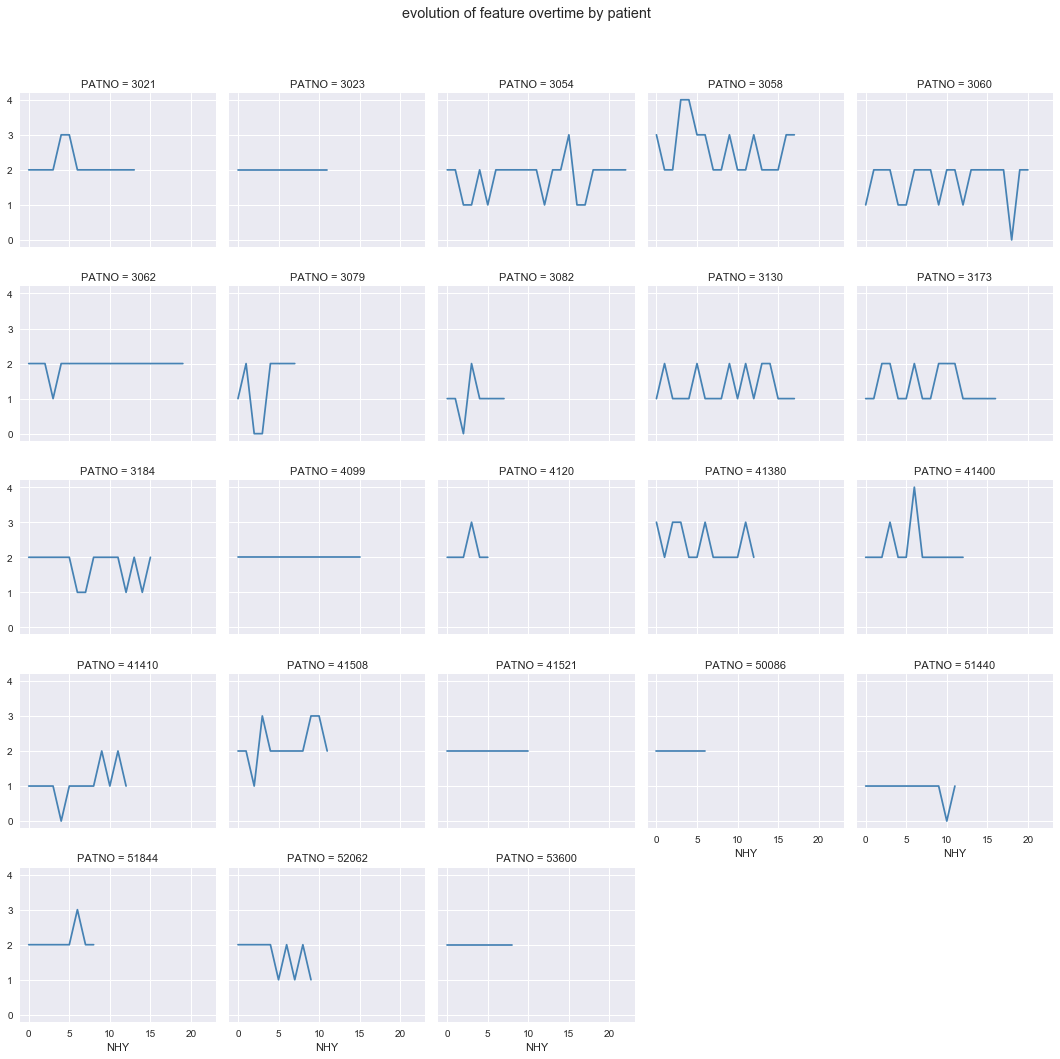 evolution of feature overtime by patient
PATNO = 3021 PATNO = 3023 PATNO = 3054 PATNO = 3058 PATNO = 3060
4
3
2
1
0
PATNO = 3062 PATNO = 3079 PATNO = 3082 PATNO = 3130 PATNO = 3173
4
3
2
1
0
PATNO = 3184 PATNO = 4099 PATNO = 4120 PATNO = 41380 PATNO = 41400
4
3
2
1
0
PATNO = 41410 PATNO = 41508 PATNO = 41521 PATNO = 50086 PATNO = 51440
4
3
2
1
0
0 5 10 15 20 0 5 10 15 20
NHY NHY
PATNO = 51844 PATNO = 52062 PATNO = 53600
4
3
2
1
0
0 5 10 15 20 0 5 10 15 20 0 5 10 15 20
NHY NHY NHY